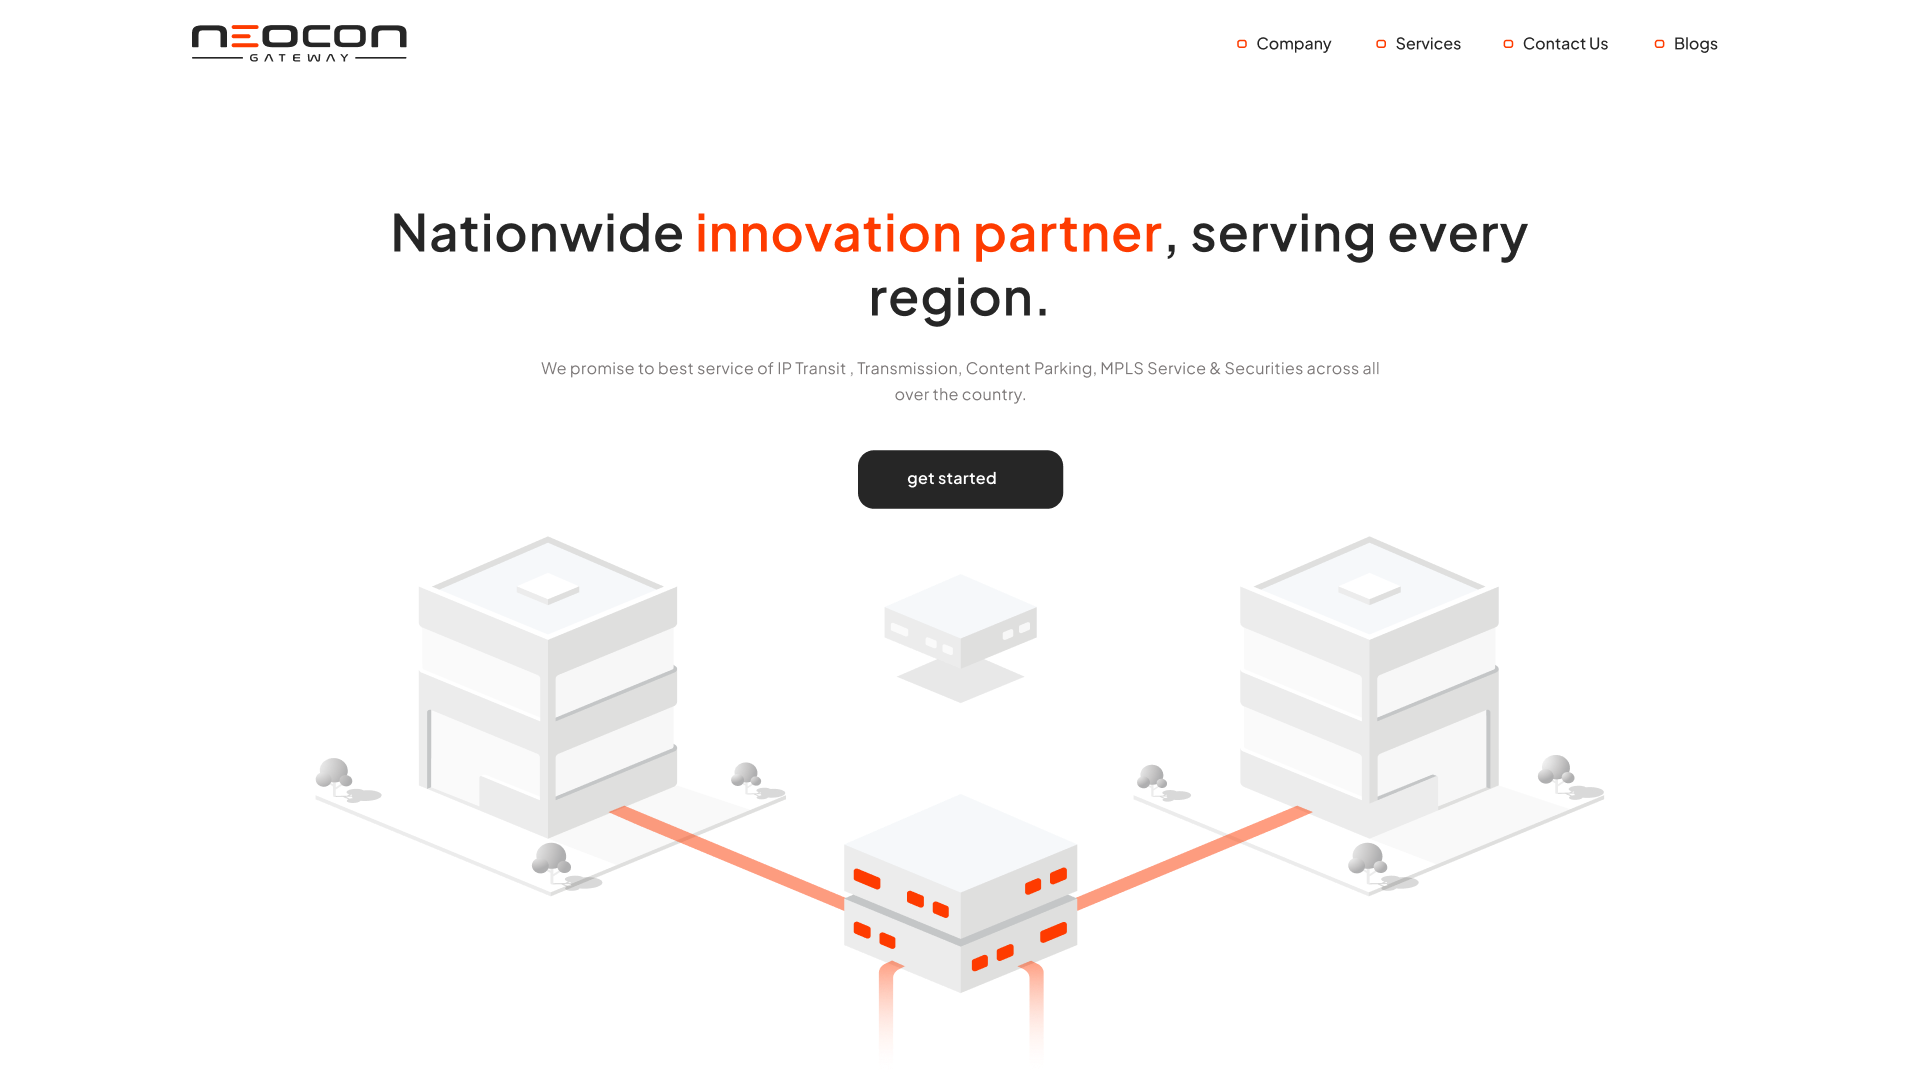 NEOCON
GATEWAY
Company
Services
Contact Us
Blogs
Nationwide innovation partner, serving every
region.
We promise to best service of IP Transit , Transmission, Content Parking, MPLS Service & Securities across all
over the country.
get started